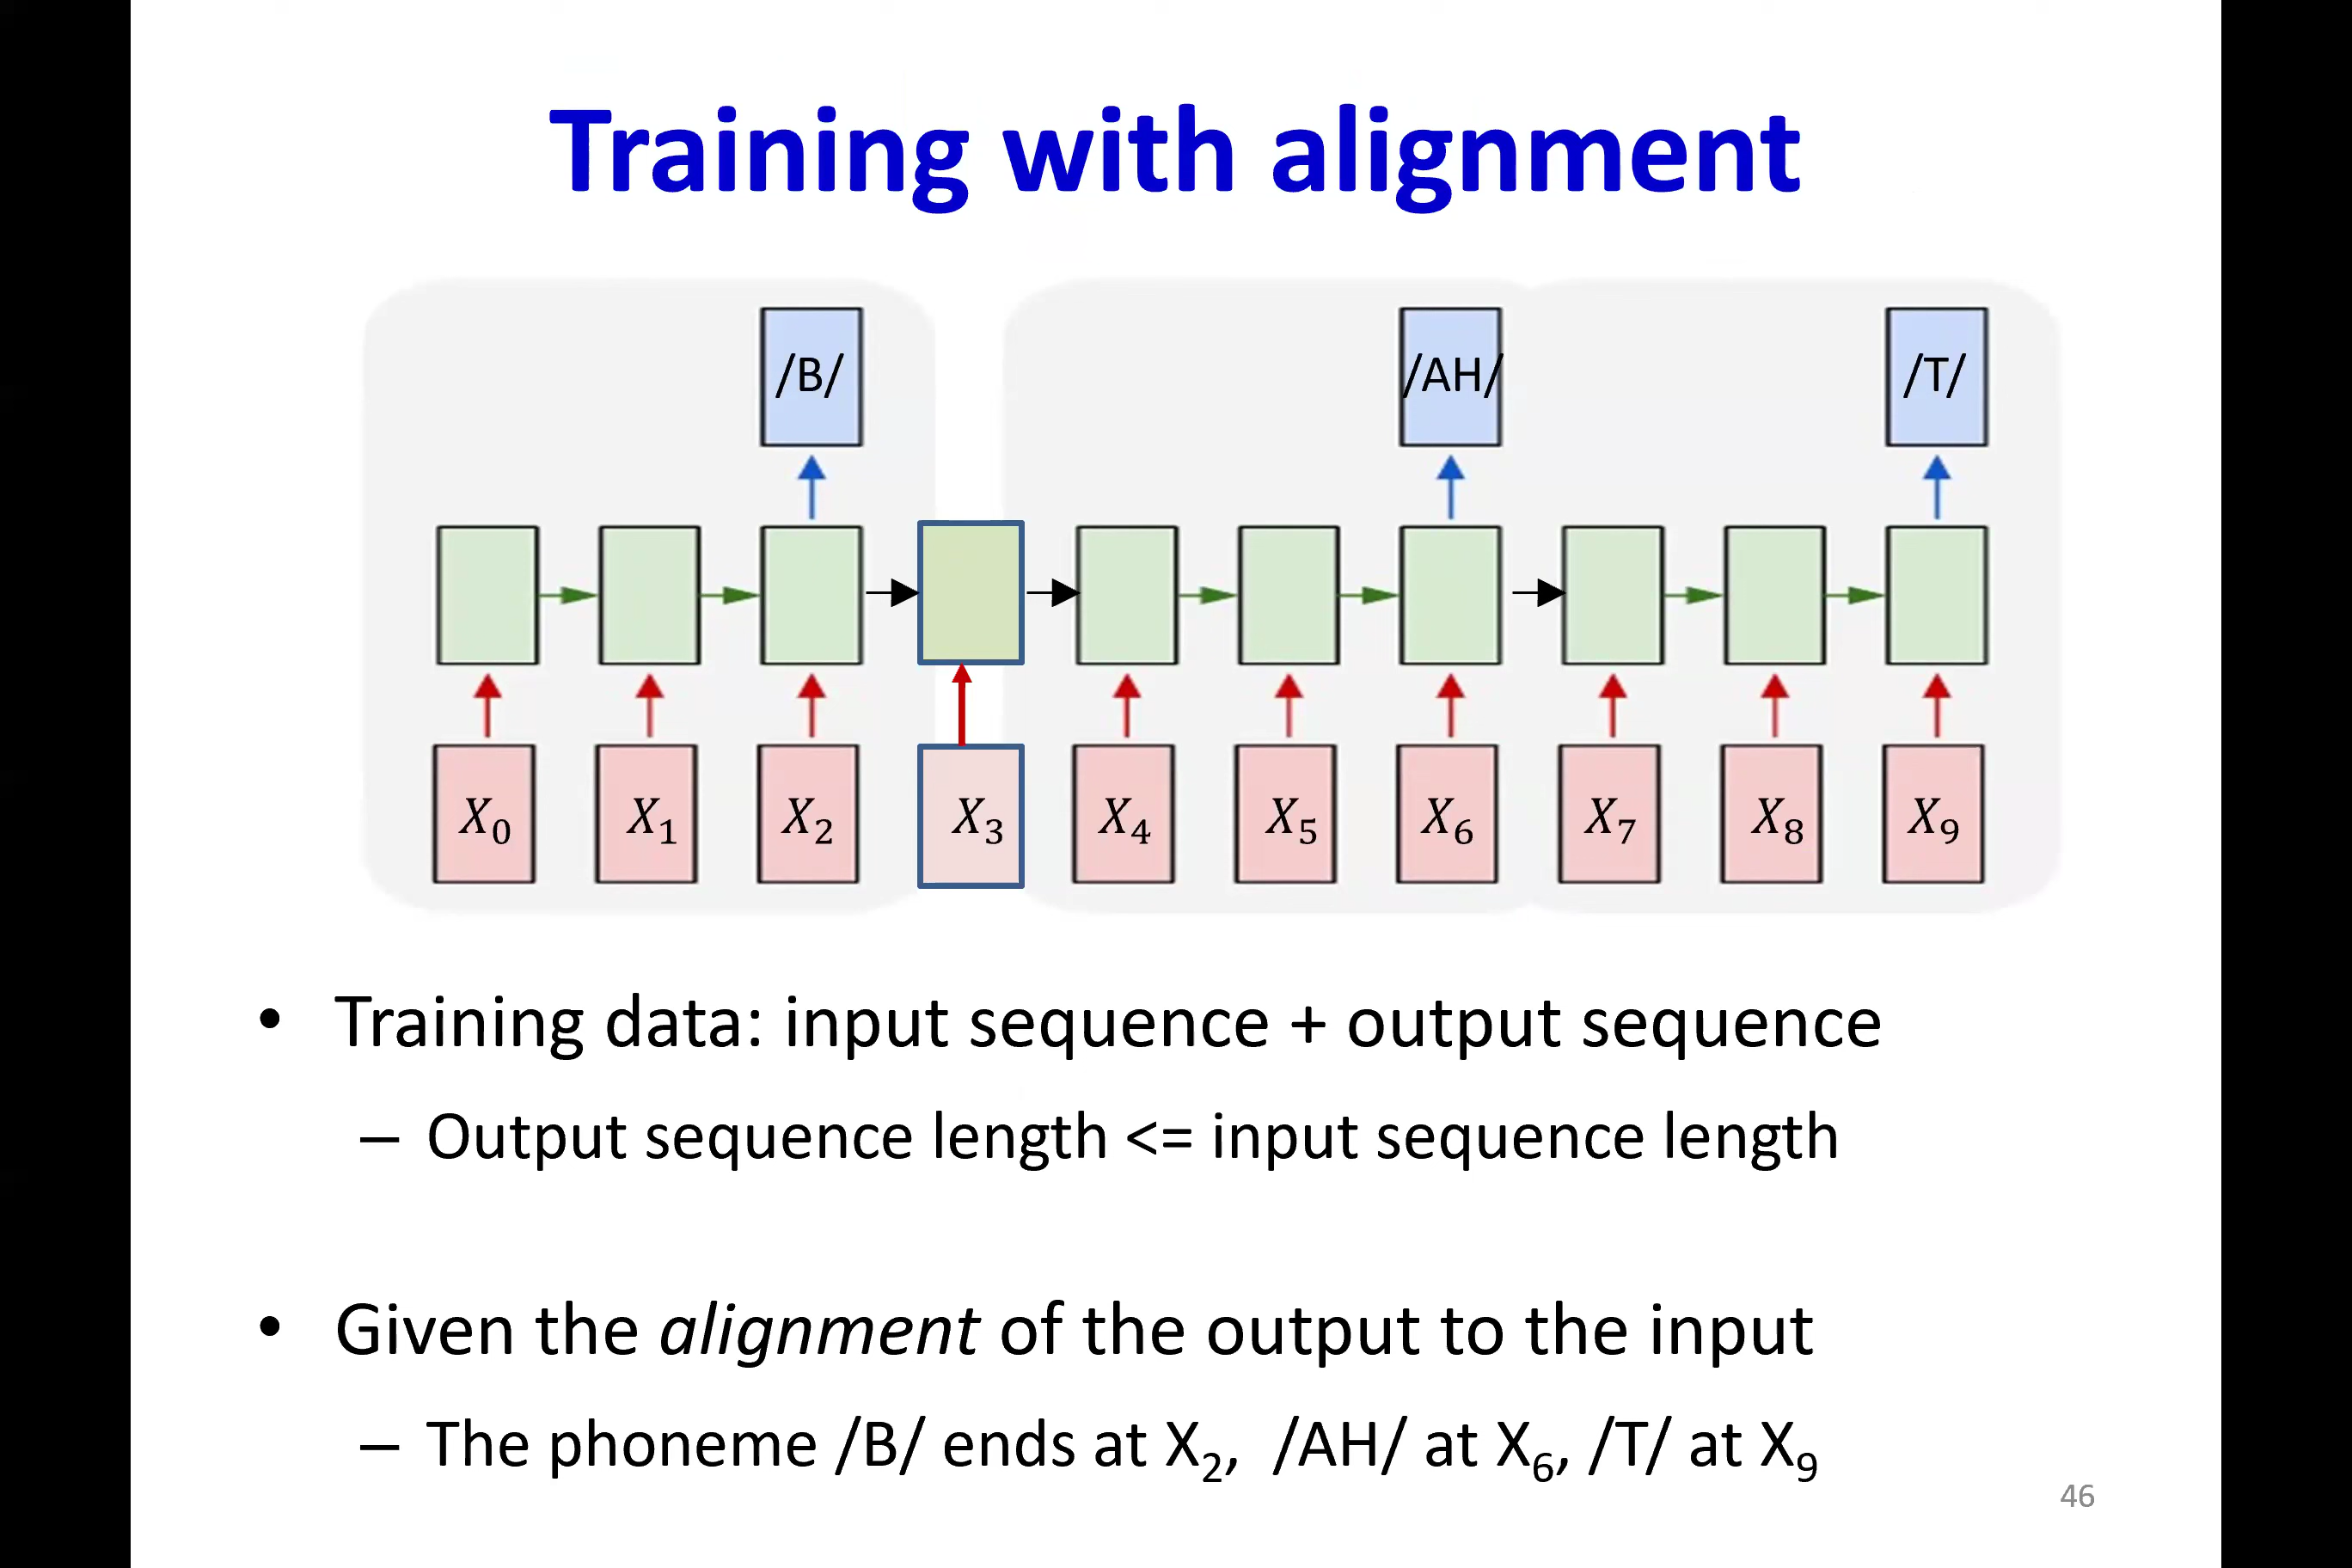 Training with alignment
/B/ /AH/ /T/
X₀ X₁ X₂ X₃ X₄ X₅ X₆ X₇ X₈ X₉
• Training data: input sequence + output sequence
– Output sequence length <= input sequence length
• Given the alignment of the output to the input
– The phoneme /B/ ends at X₂, /AH/ at X₆, /T/ at X₉
46